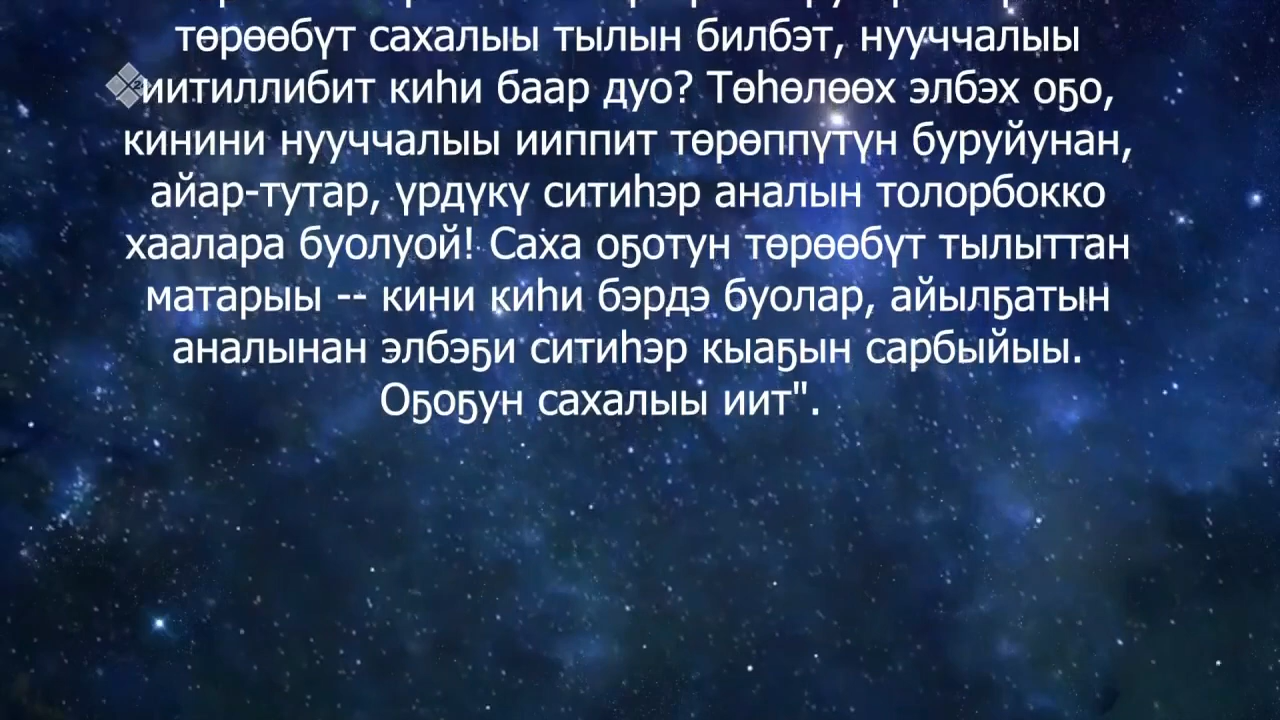 төрөөбүт сахалыы тылын билбэт, нууччалыы
иитиллибит киһи баар дуо? Төһөлөөх элбэх оҕо,
кинини нууччалыы ииппит төрөппүтүн буруйунан,
айар-тутар, үрдүкү ситиһэр аналын толорбокко
хаалара буолуой! Саха оҕотун төрөөбүт тылыттан
матарыы -- кини киһи бэрдэ буолар, айылҕатын
аналынан элбэҕи ситиһэр кыаҕын сарбыйыы.
Оҕоҕун сахалыы иит".